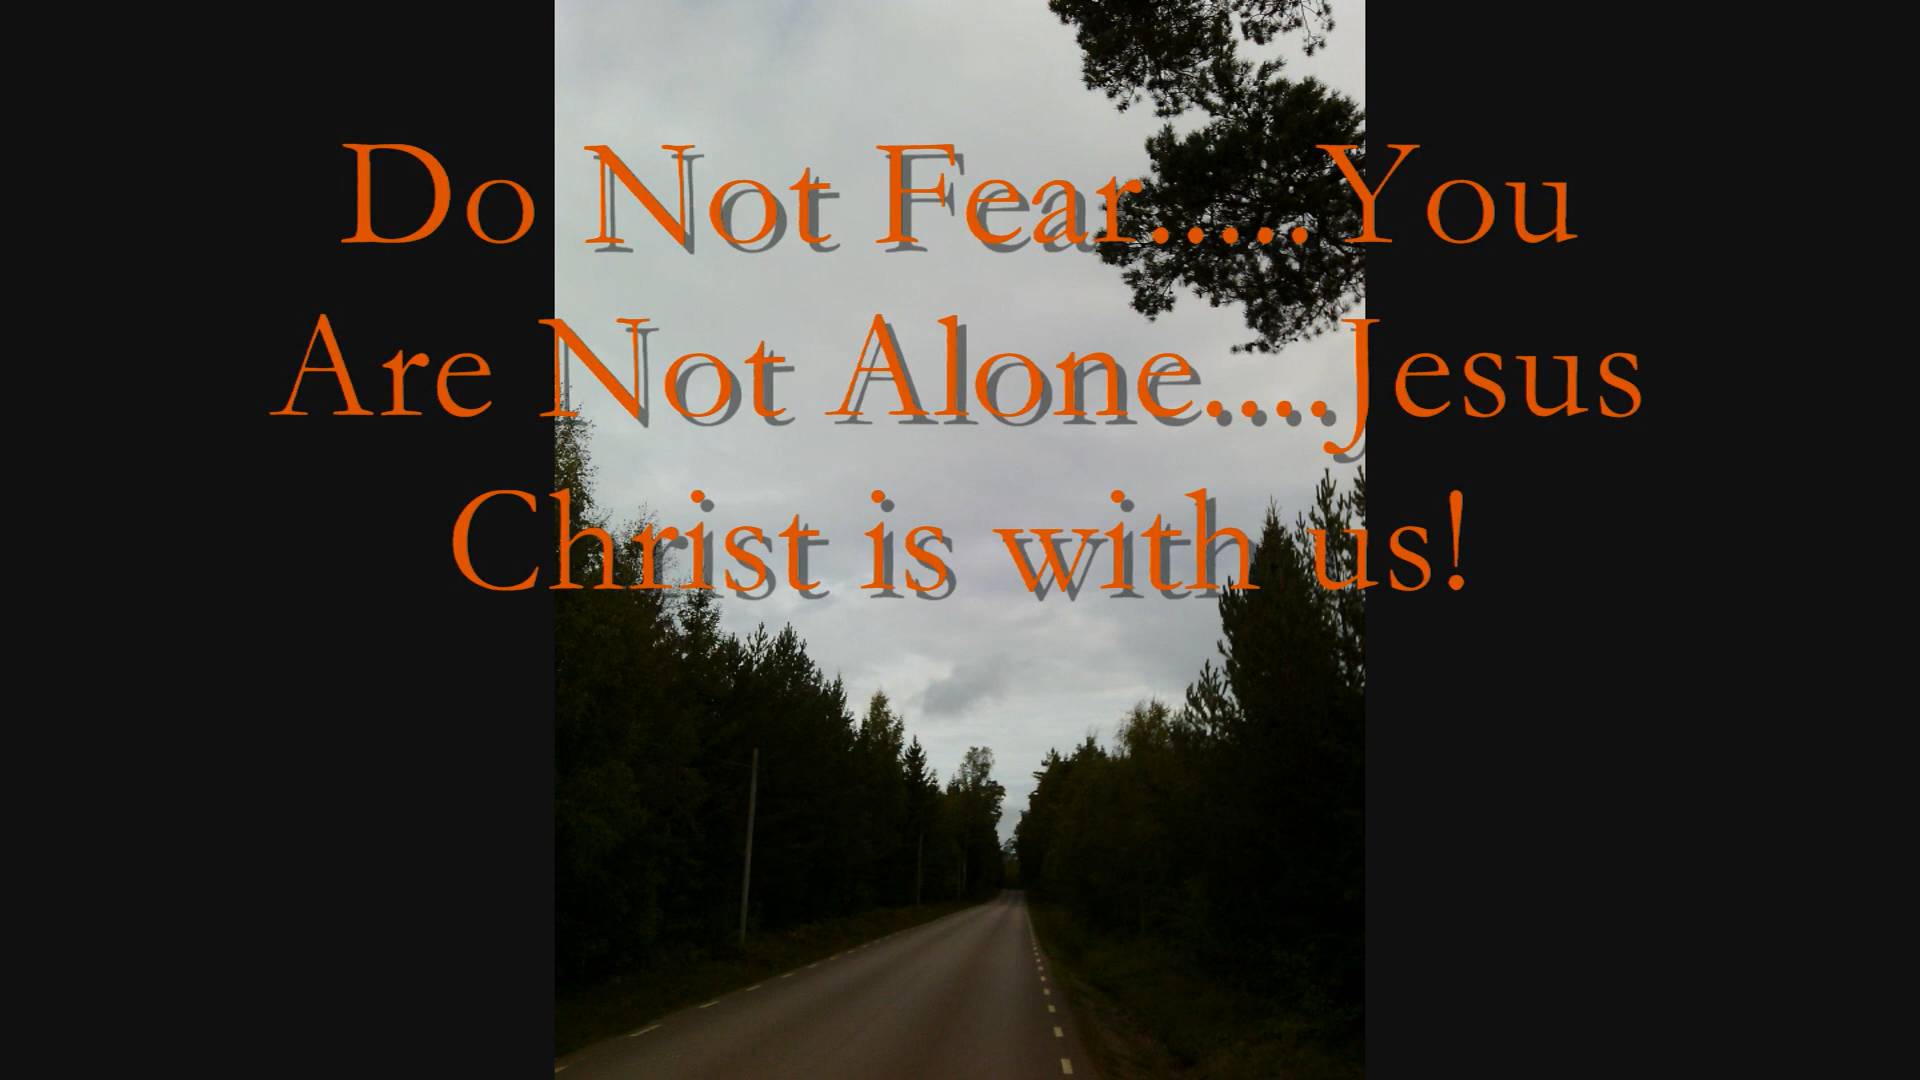 Do Not Fear.....You
Are Not Alone....Jesus
Christ is with us!